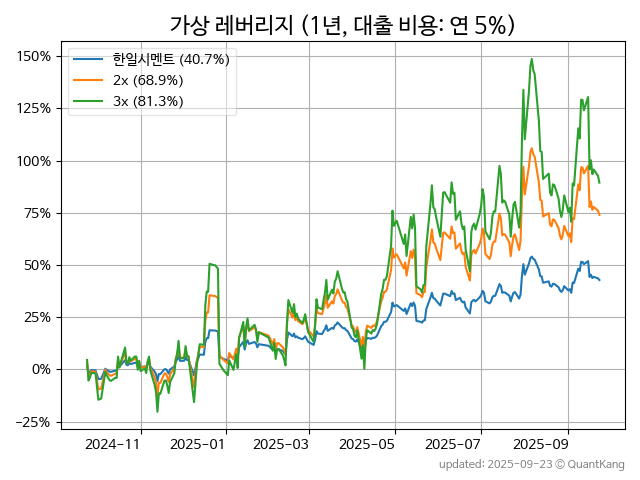 가상 레버리지 (1년, 대출 비용: 연 5%)
한일시멘트 (40.7%)
2x (68.9%)
3x (81.3%)
150%
125%
100%
75%
50%
25%
0%
−25%
2024-11
2025-01
2025-03
2025-05
2025-07
2025-09
updated: 2025-09-23 © QuantKang